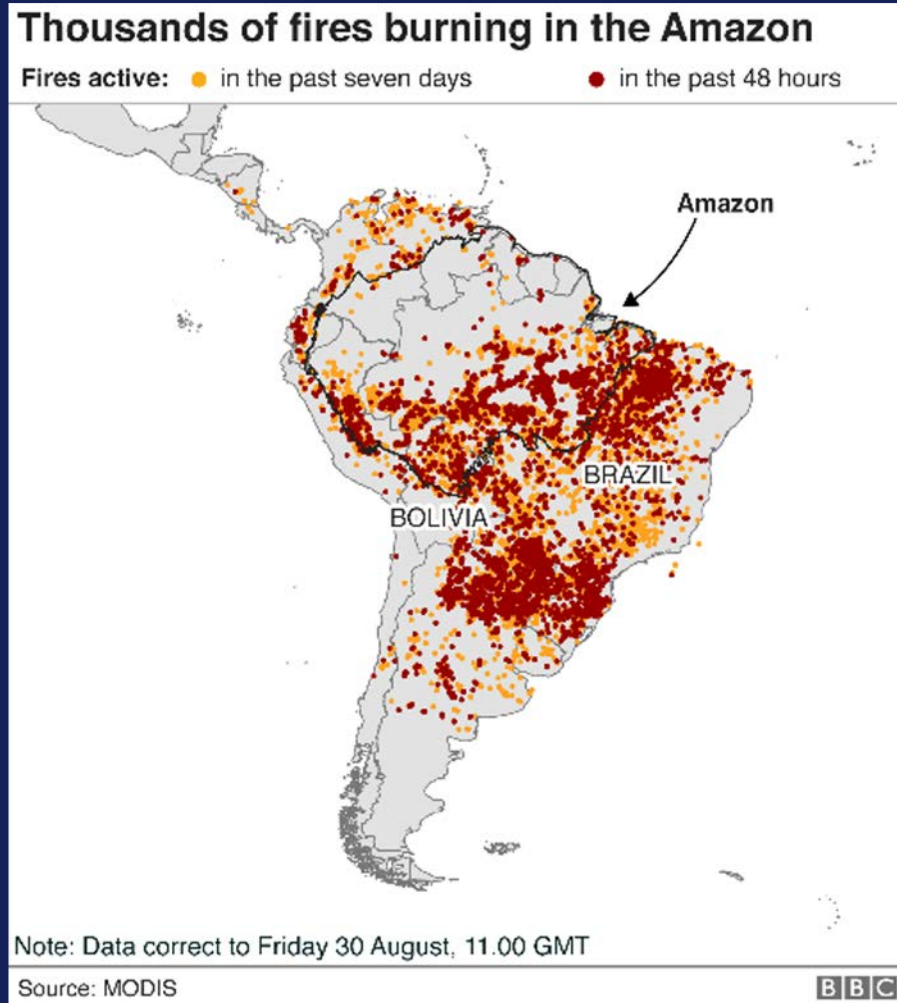 Thousands of fires burning in the Amazon
Fires active: in the past seven days in the past 48 hours
Amazon
BRAZIL
BOLIVIA
Note: Data correct to Friday 30 August, 11.00 GMT
Source: MODIS BBC